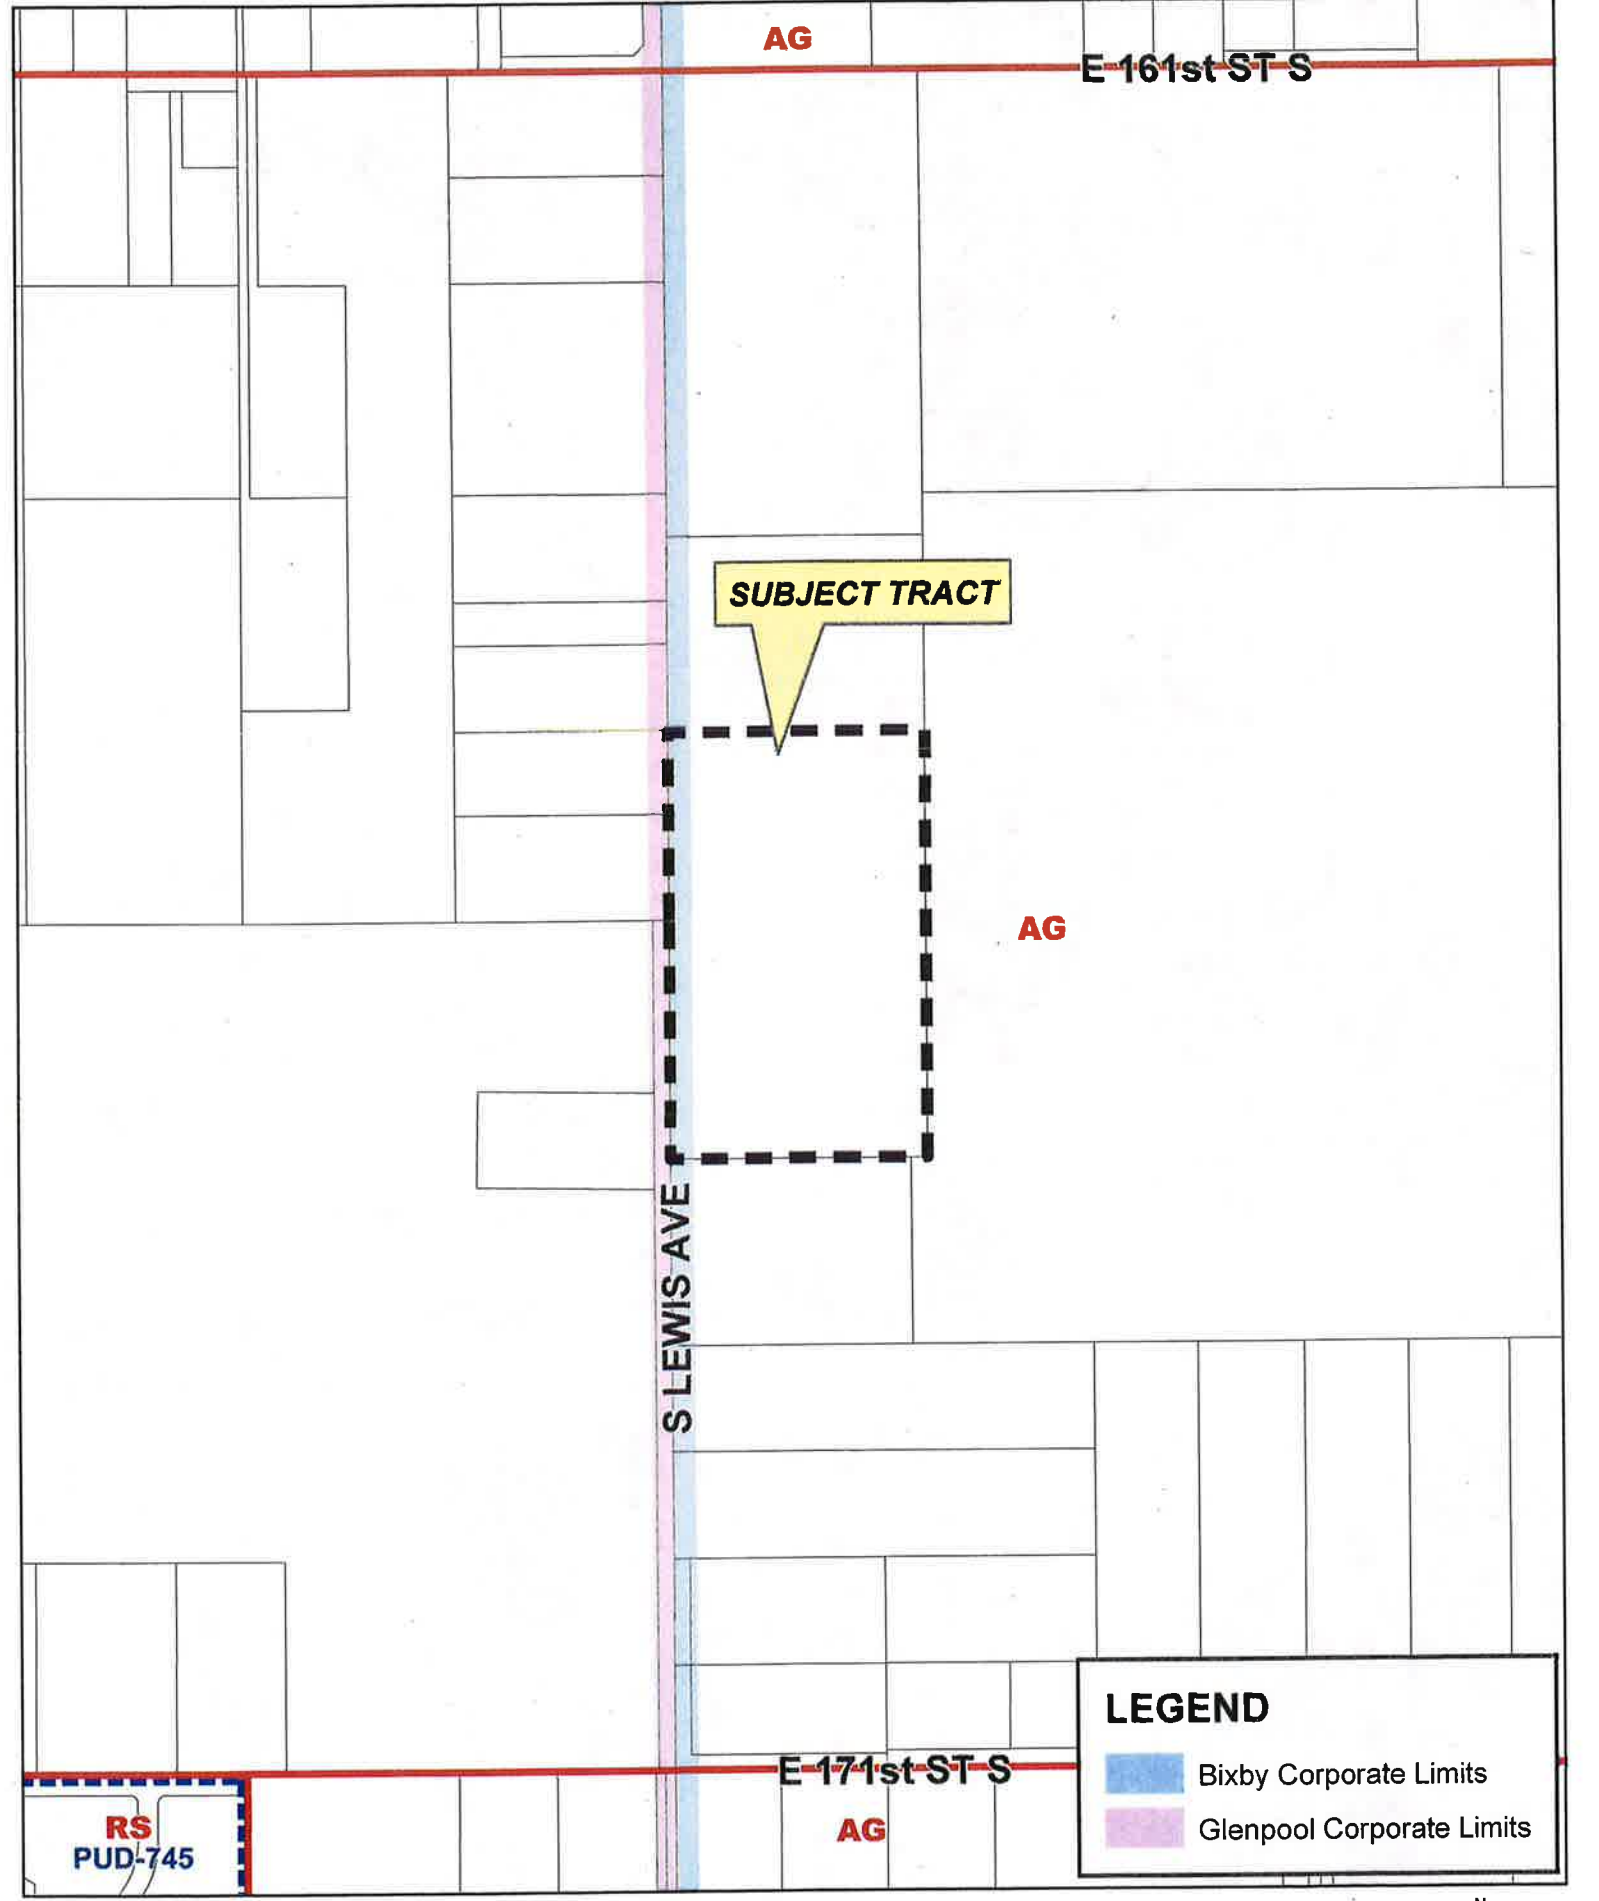 AG
E 161st ST S
SUBJECT TRACT
AG
S LEWIS AVE
LEGEND
Bixby Corporate Limits
Glenpool Corporate Limits
E 171st ST S
RS
PUD-745
AG